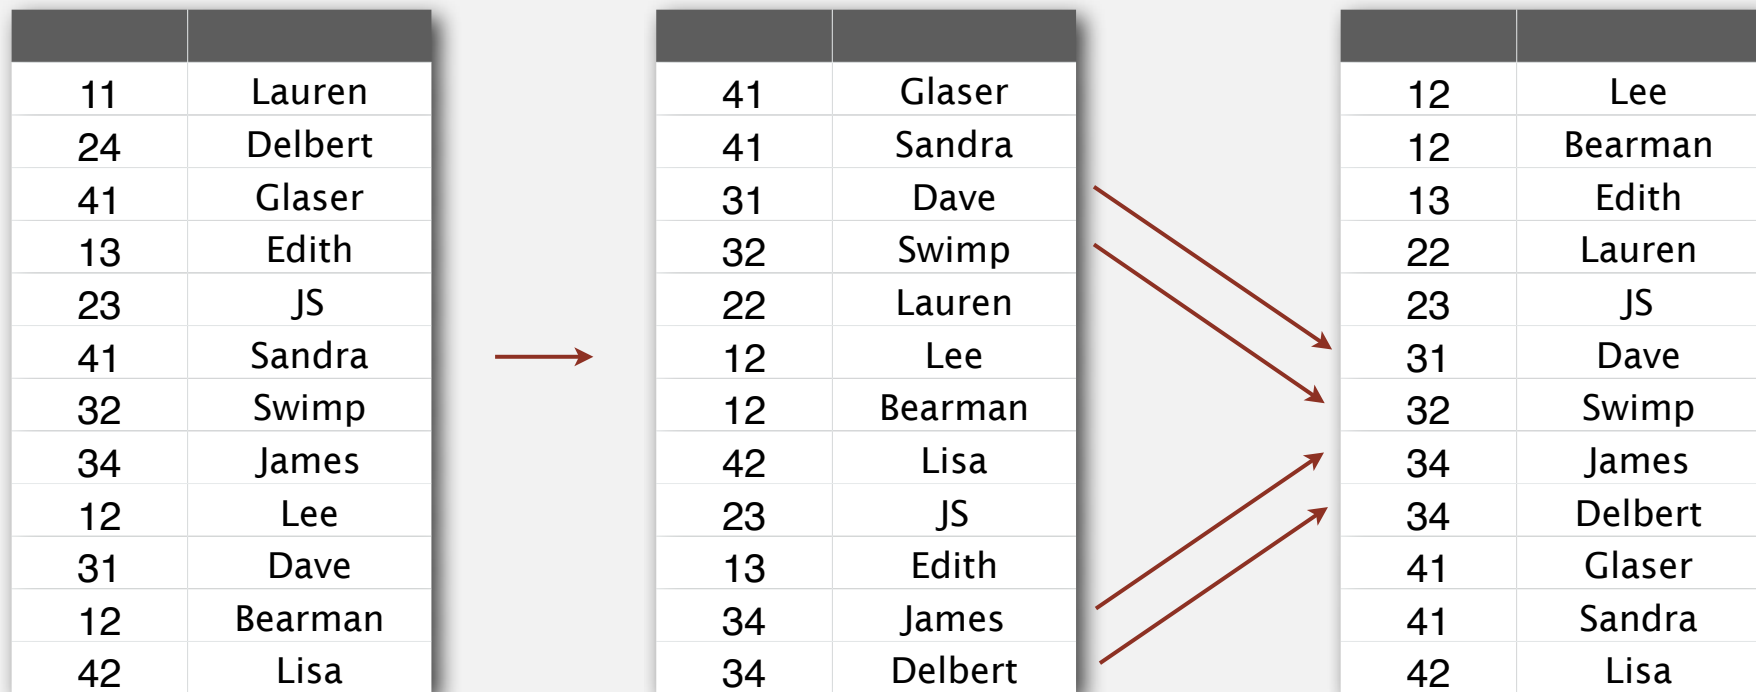 11 Lauren 41 Glaser 12 Lee
24 Delbert 41 Sandra 12 Bearman
41 Glaser 31 Dave 13 Edith
13 Edith 32 Swimp 22 Lauren
23 JS 22 Lauren 23 JS
41 Sandra 12 Lee 31 Dave
32 Swimp 12 Bearman 32 Swimp
34 James 42 Lisa 34 James
12 Lee 23 JS 34 Delbert
31 Dave 13 Edith 41 Glaser
12 Bearman 34 James 41 Sandra
42 Lisa 34 Delbert 42 Lisa